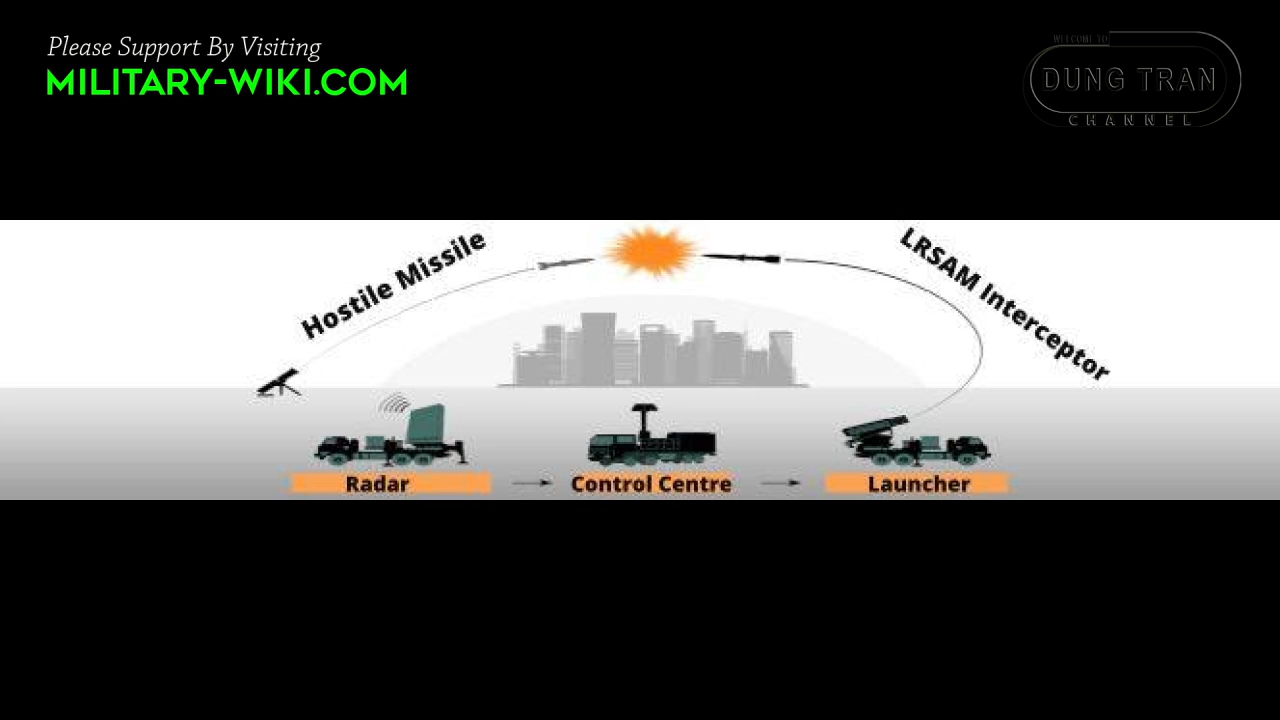 Please Support By Visiting
MILITARY-WIKI.COM
WELCOME TO
DUNG TRAN
CHANNEL
Hostile Missile
LRSAM Interceptor
Radar
Control Centre
Launcher